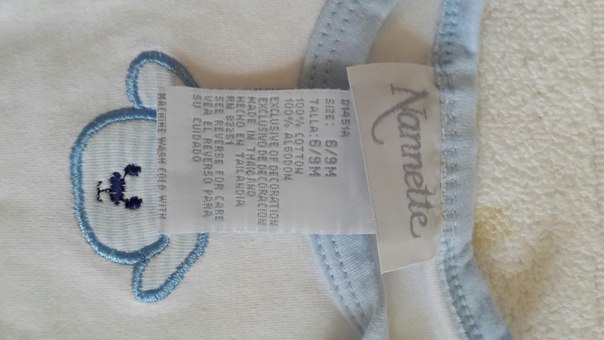 Nannette
D1451A
SIZE: 6/9M
TALLA: 6/9M
100% COTTON
100% ALGODON
EXCLUSIVE OF DECORATION
EXCLUSIVO DE DECORACION
MADE IN THAILAND
HECHO EN TAILANDIA
RN 83251
SEE REVERSE FOR CARE
VEA EL REVERSO PARA
SU CUIDADO
MACHINE WASH COLD WITH